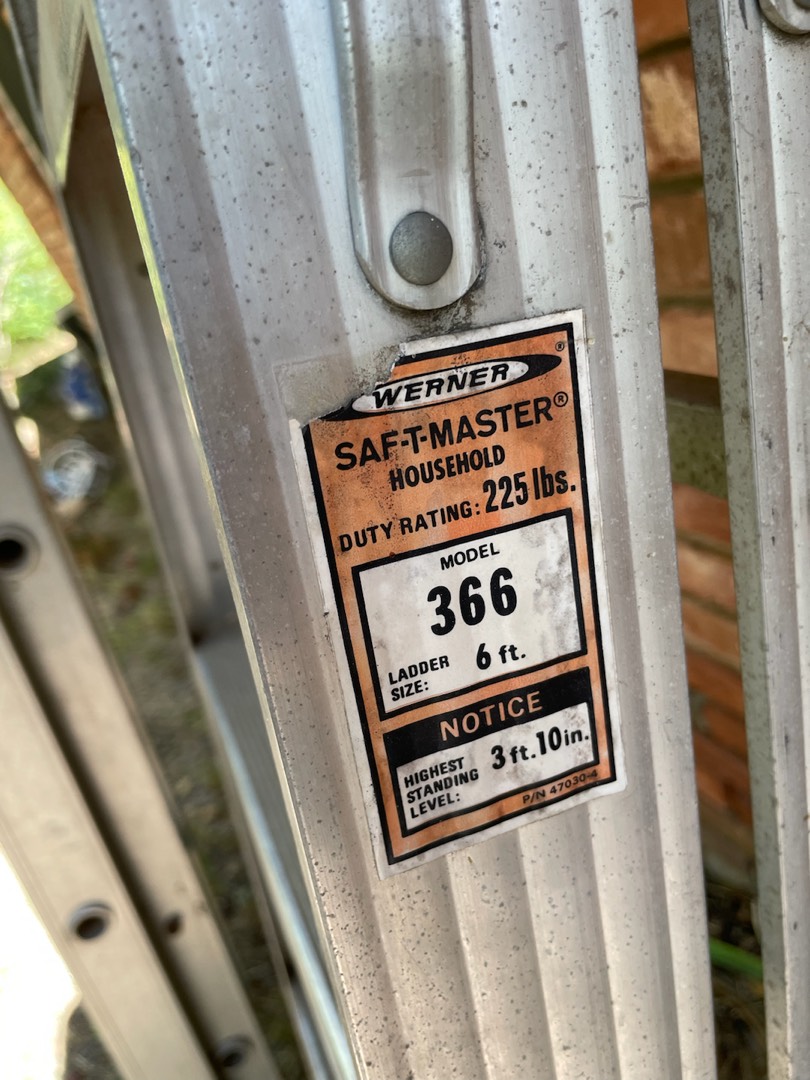 WERNER®
SAF-T-MASTER®
HOUSEHOLD
DUTY RATING: 225 lbs.
MODEL
366
LADDER SIZE: 6 ft.
NOTICE
HIGHEST STANDING LEVEL: 3 ft. 10 in.
P/N 47030-4